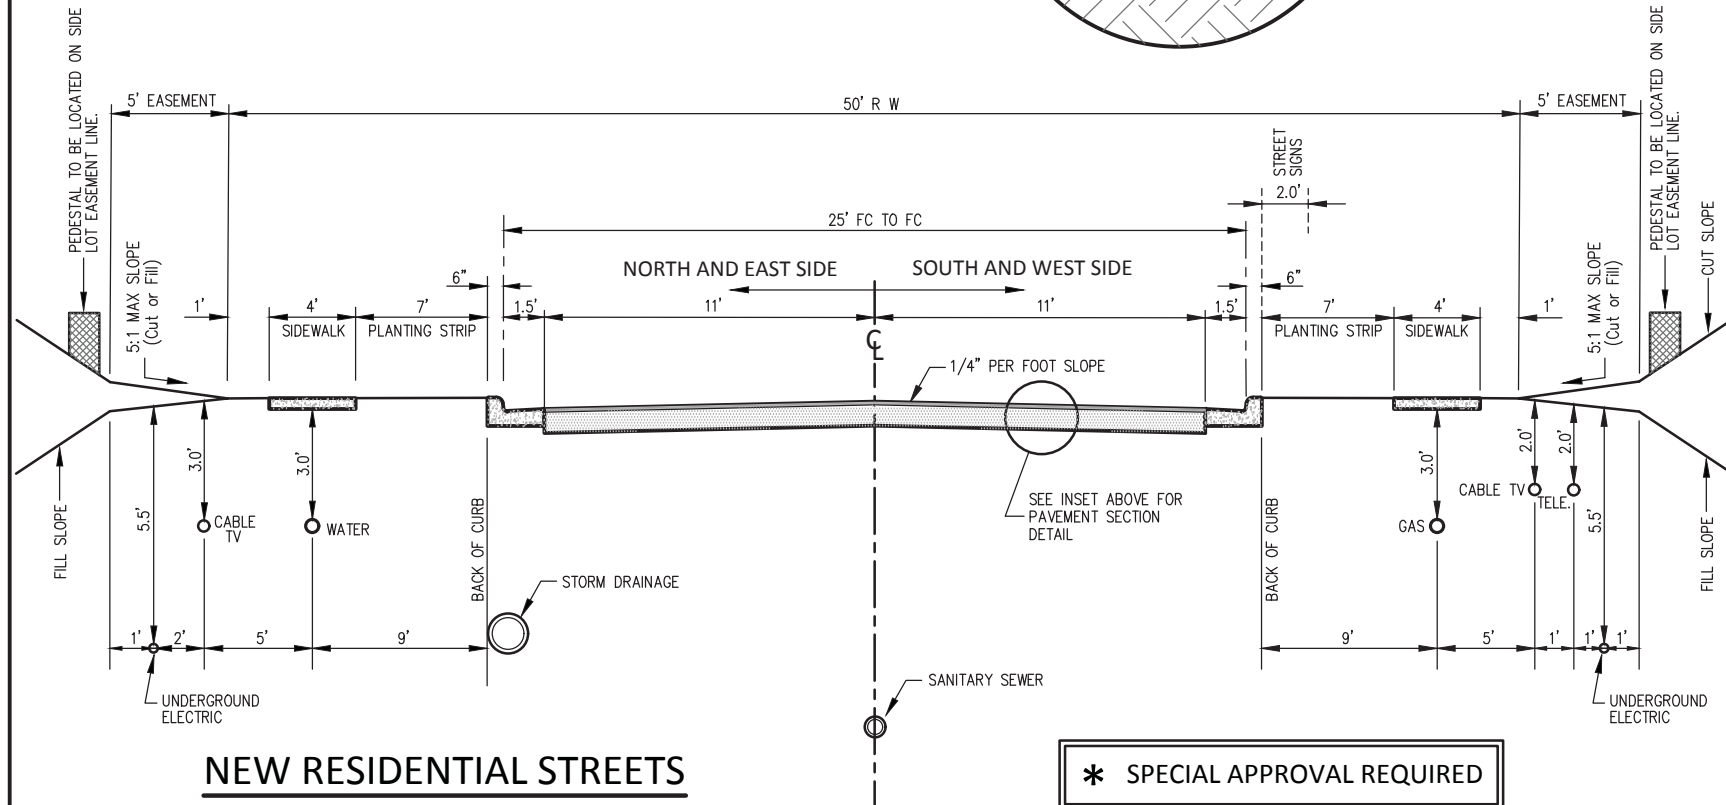 PEDESTAL TO BE LOCATED ON SIDE
LOT EASEMENT LINE.
5' EASEMENT
50' R W
5' EASEMENT
PEDESTAL TO BE LOCATED ON SIDE
LOT EASEMENT LINE.
STREET
SIGNS
2.0'
25' FC TO FC
CUT SLOPE
NORTH AND EAST SIDE
SOUTH AND WEST SIDE
5:1 MAX SLOPE
(Cut or Fill)
1'
4'
SIDEWALK
7'
PLANTING STRIP
6"
1.5'
11'
11'
1.5'
6"
7'
PLANTING STRIP
4'
SIDEWALK
1'
5:1 MAX SLOPE
(Cut or Fill)
CL
1/4" PER FOOT SLOPE
FILL SLOPE
5.5'
3.0'
CABLE
TV
3.0'
WATER
BACK OF CURB
STORM DRAINAGE
SEE INSET ABOVE FOR
PAVEMENT SECTION
DETAIL
BACK OF CURB
3.0'
GAS
2.0'
CABLE TV
2.0'
TELE.
5.5'
FILL SLOPE
1'
2'
5'
9'
9'
5'
1'
1'
1'
UNDERGROUND
ELECTRIC
SANITARY SEWER
UNDERGROUND
ELECTRIC
NEW RESIDENTIAL STREETS
* SPECIAL APPROVAL REQUIRED